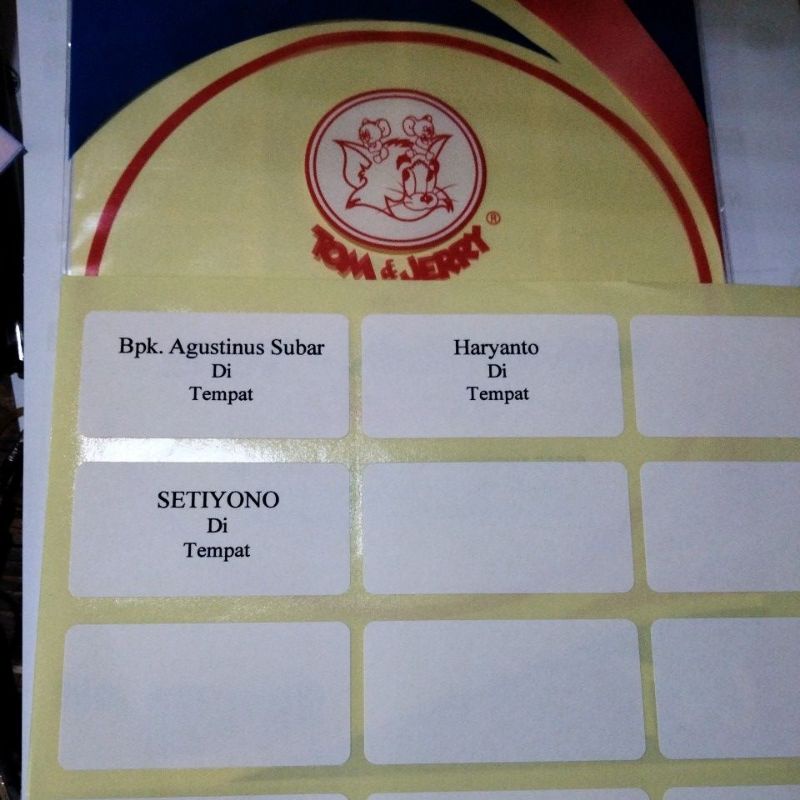 TOM & JERRY ®
Bpk. Agustinus Subar
Di
Tempat
Haryanto
Di
Tempat
SETIYONO
Di
Tempat